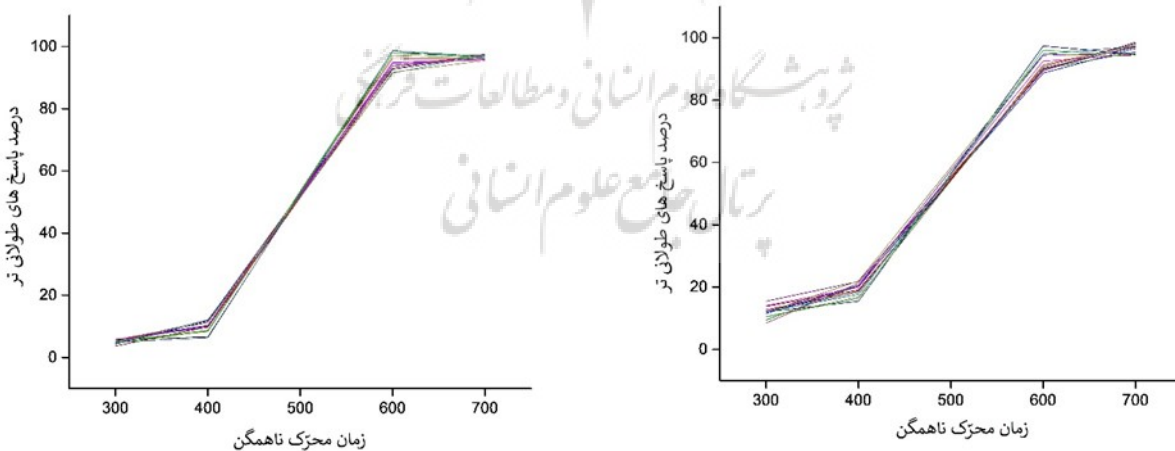 پژوهشگاه علوم انسانی و مطالعات فرهنگی
پرتال جامع علوم انسانی
درصد پاسخ های طولانی تر
100
80
60
40
20
0
300 400 500 600 700
زمان محرّک ناهمگن
درصد پاسخ های طولانی تر
100
80
60
40
20
0
300 400 500 600 700
زمان محرّک ناهمگن